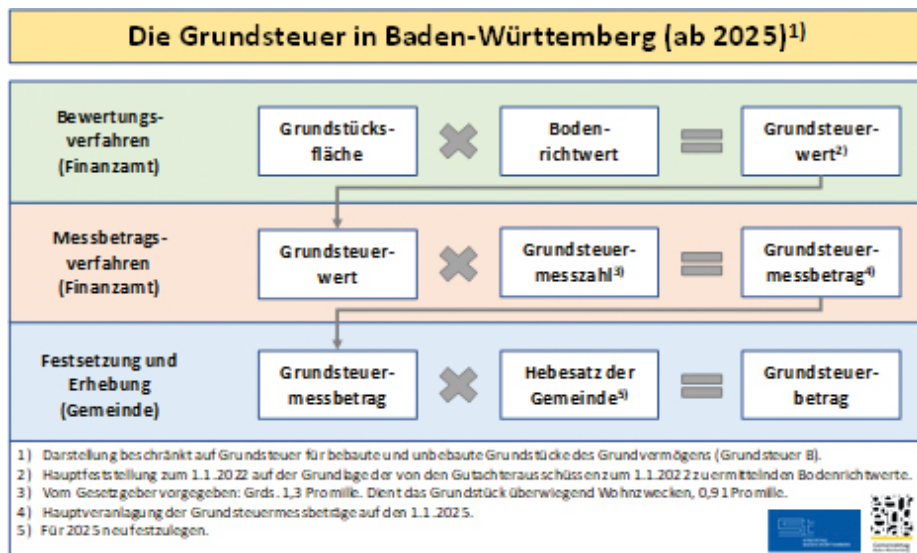 Die Grundsteuer in Baden-Württemberg (ab 2025)1)
Bewertungs-
verfahren
(Finanzamt)
Grundstücks-
fläche
Boden-
richtwert
Grundsteuer-
wert2)
Messbetrags-
verfahren
(Finanzamt)
Grundsteuer-
wert
Grundsteuer-
messzahl3)
Grundsteuer-
messbetrag4)
Festsetzung und
Erhebung
(Gemeinde)
Grundsteuer-
messbetrag
Hebesatz der
Gemeinde5)
Grundsteuer-
betrag
1) Darstellung beschränkt auf Grundsteuer für bebaute und unbebaute Grundstücke des Grundvermögens (Grundsteuer B).
2) Hauptfeststellung zum 1.1.2022 auf der Grundlage der von den Gutachterausschüssen zum 1.1.2022 zu ermittelnden Bodenrichtwerte.
3) Vom Gesetzgeber vorgegeben: Grds. 1,3 Promille. Dient das Grundstück überwiegend Wohnzwecken, 0,91 Promille.
4) Hauptveranlagung der Grundsteuermessbeträge auf den 1.1.2025.
5) Für 2025 neu festzulegen.